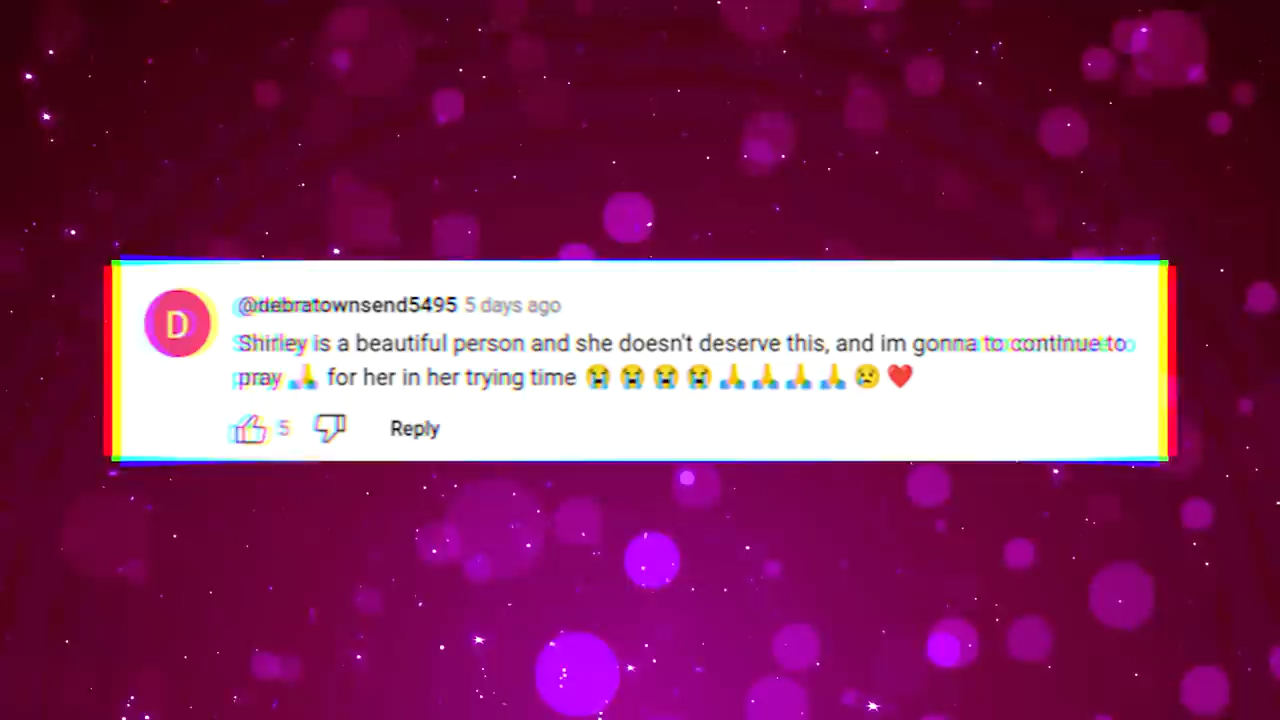 D
@debratownsend5495 5 days ago
Shirley is a beautiful person and she doesn't deserve this, and im gonna to continue to
pray 🙏 for her in her trying time 😭 😭 😭 😭 🙏 🙏 🙏 🙏 😢 ❤️
5 Reply